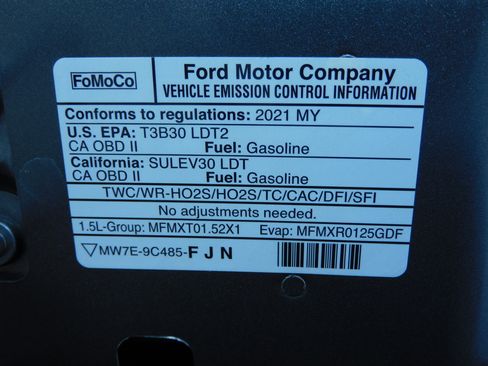 FoMoCo
Ford Motor Company
VEHICLE EMISSION CONTROL INFORMATION
Conforms to regulations: 2021 MY
U.S. EPA: T3B30 LDT2
CA OBD II Fuel: Gasoline
California: SULEV30 LDT
CA OBD II Fuel: Gasoline
TWC/WR-HO2S/HO2S/TC/CAC/DFI/SFI
No adjustments needed.
1.5L-Group: MFMXT01.52X1 Evap: MFMXR0125GDF
MW7E-9C485-F J N